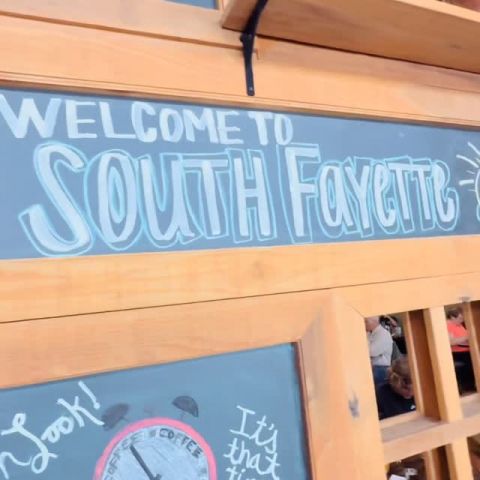 WELCOME TO
SOUTH FAYETTE
Look!
COFFEE
It's
that